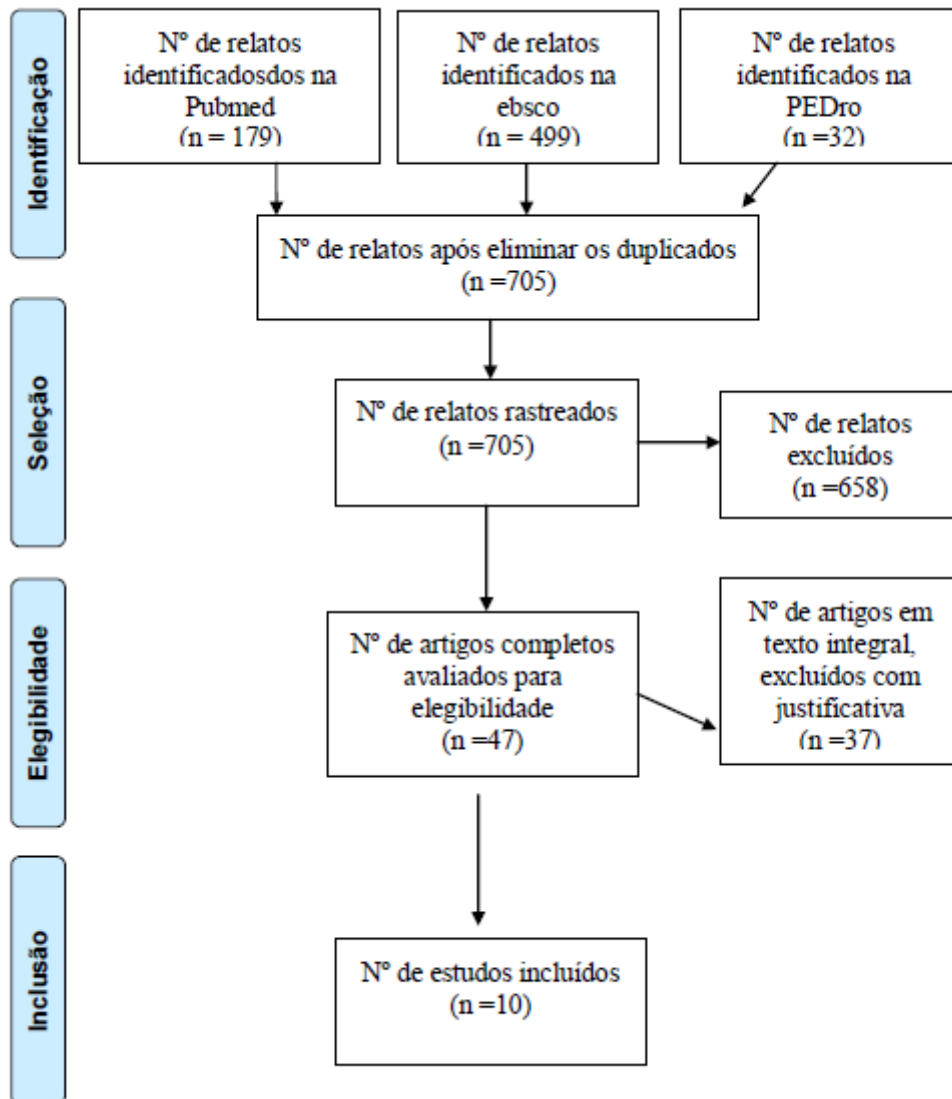 Identificação
Nº de relatos
identificadosdos na
Pubmed
(n = 179)
Nº de relatos
identificados na
ebsco
(n = 499)
Nº de relatos
identificados na
PEDro
(n =32)
Nº de relatos após eliminar os duplicados
(n =705)
Seleção
Nº de relatos rastreados
(n =705)
Nº de relatos
excluídos
(n =658)
Elegibilidade
Nº de artigos completos
avaliados para
elegibilidade
(n =47)
Nº de artigos em
texto integral,
excluídos com
justificativa
(n =37)
Inclusão
Nº de estudos incluídos
(n =10)